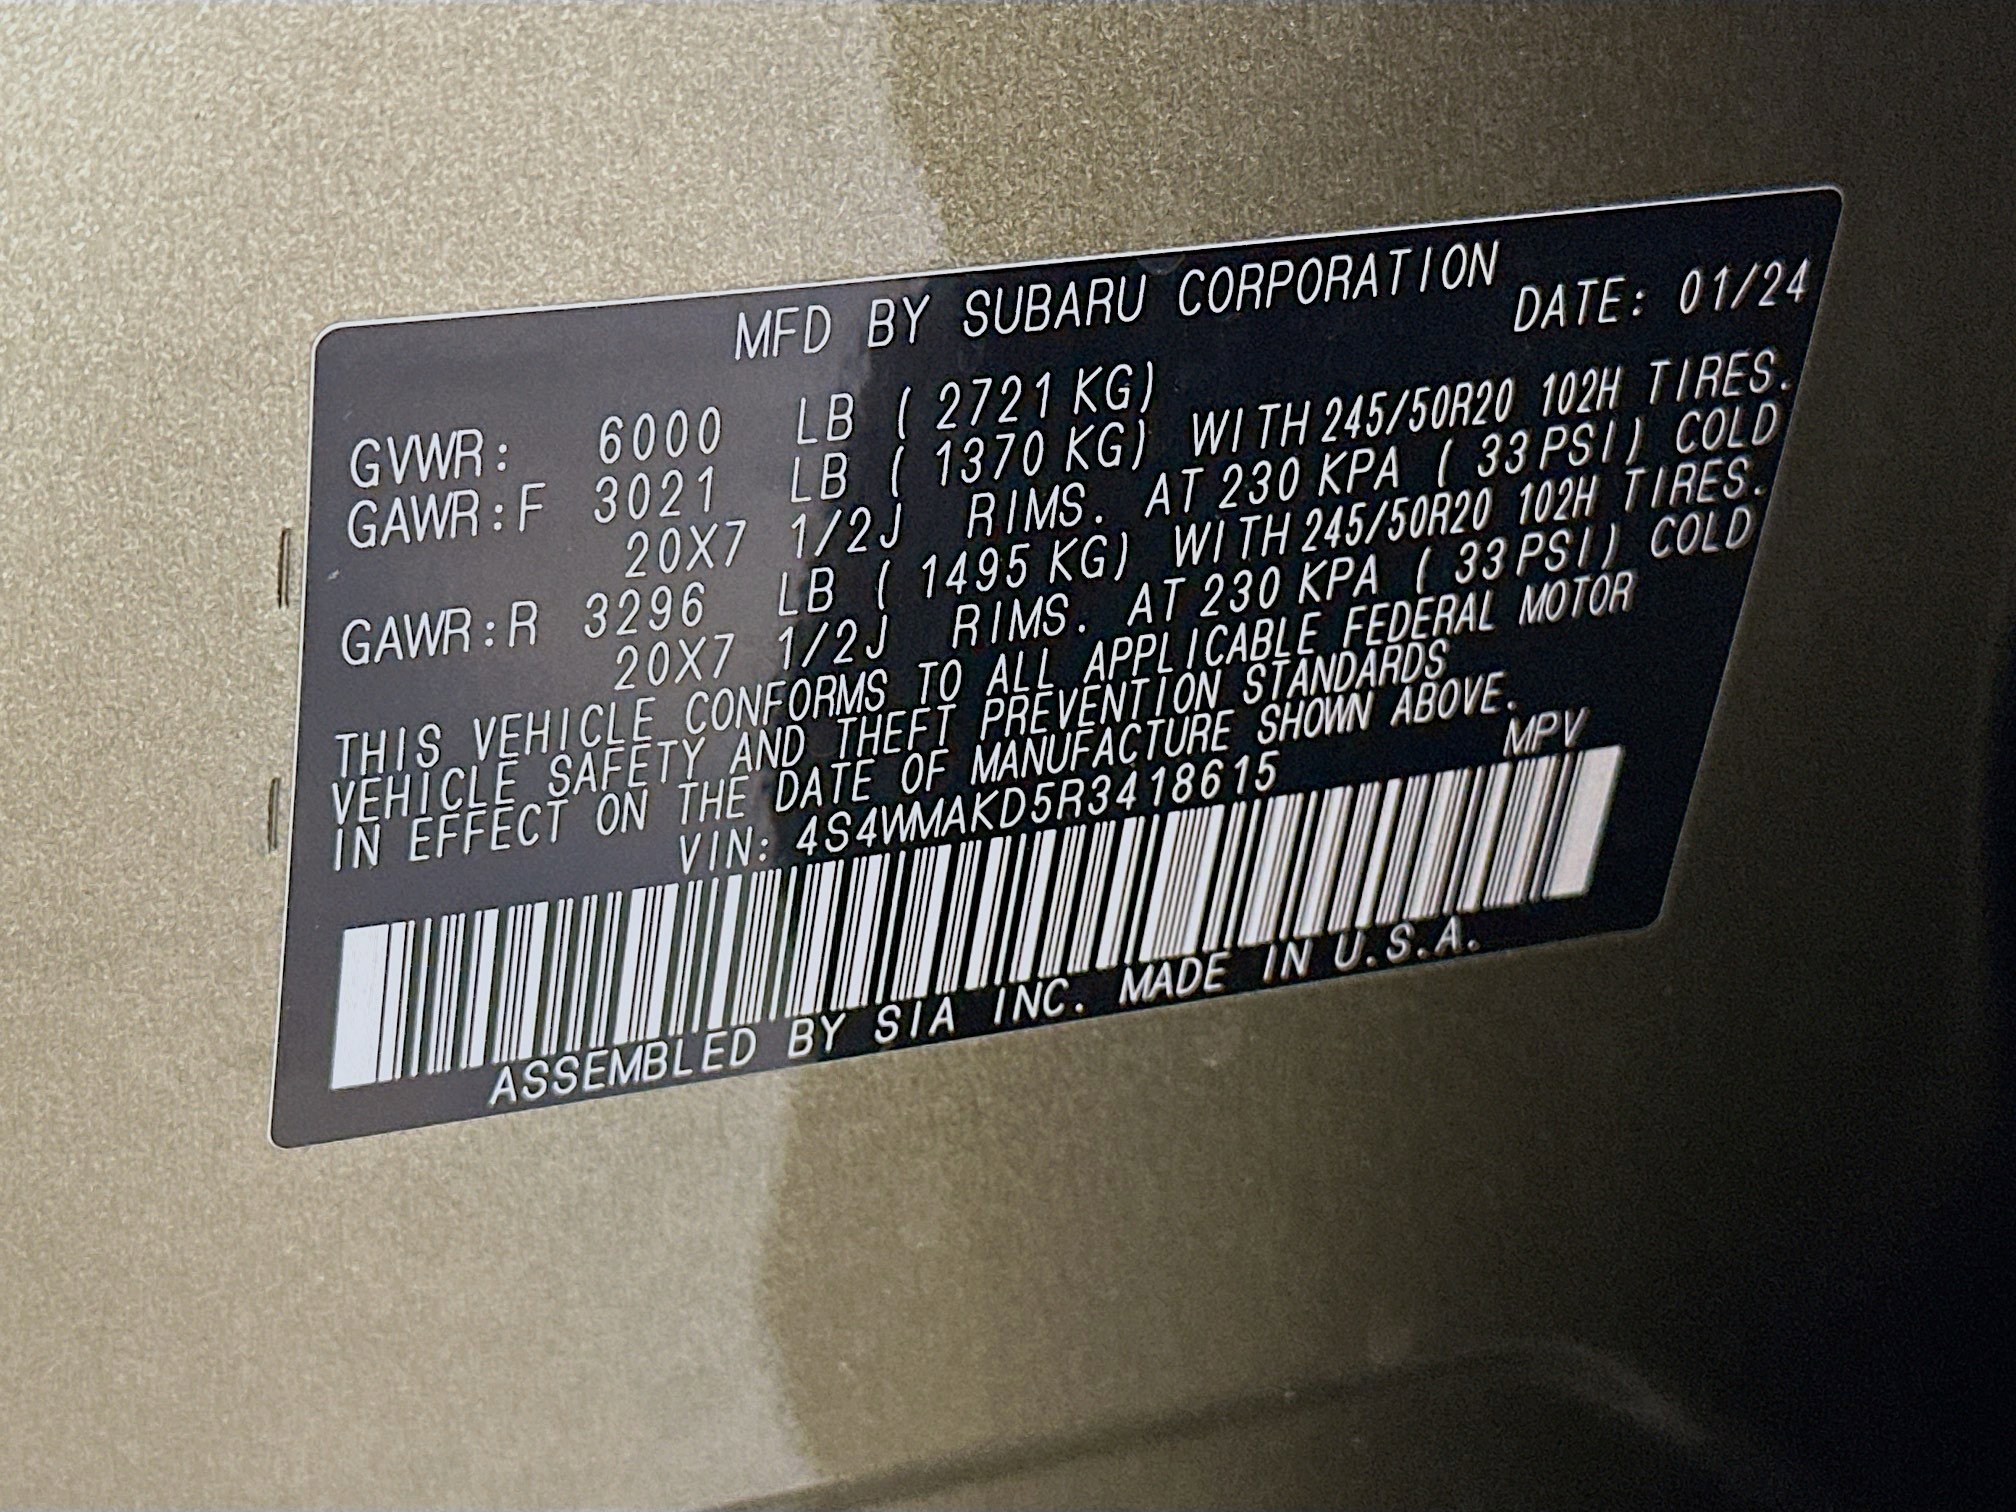 MFD BY SUBARU CORPORATION
DATE: 01/24
GVWR: 6000 LB ( 2721 KG)
GAWR:F 3021 LB ( 1370 KG) WITH 245/50R20 102H TIRES.
20X7 1/2J RIMS. AT 230 KPA ( 33 PSI) COLD
GAWR:R 3296 LB ( 1495 KG) WITH 245/50R20 102H TIRES.
20X7 1/2J RIMS. AT 230 KPA ( 33 PSI) COLD
THIS VEHICLE CONFORMS TO ALL APPLICABLE FEDERAL MOTOR
VEHICLE SAFETY AND THEFT PREVENTION STANDARDS
IN EFFECT ON THE DATE OF MANUFACTURE SHOWN ABOVE.
VIN: 4S4WMAKD5R3418615 MPV
ASSEMBLED BY SIA INC. MADE IN U.S.A.